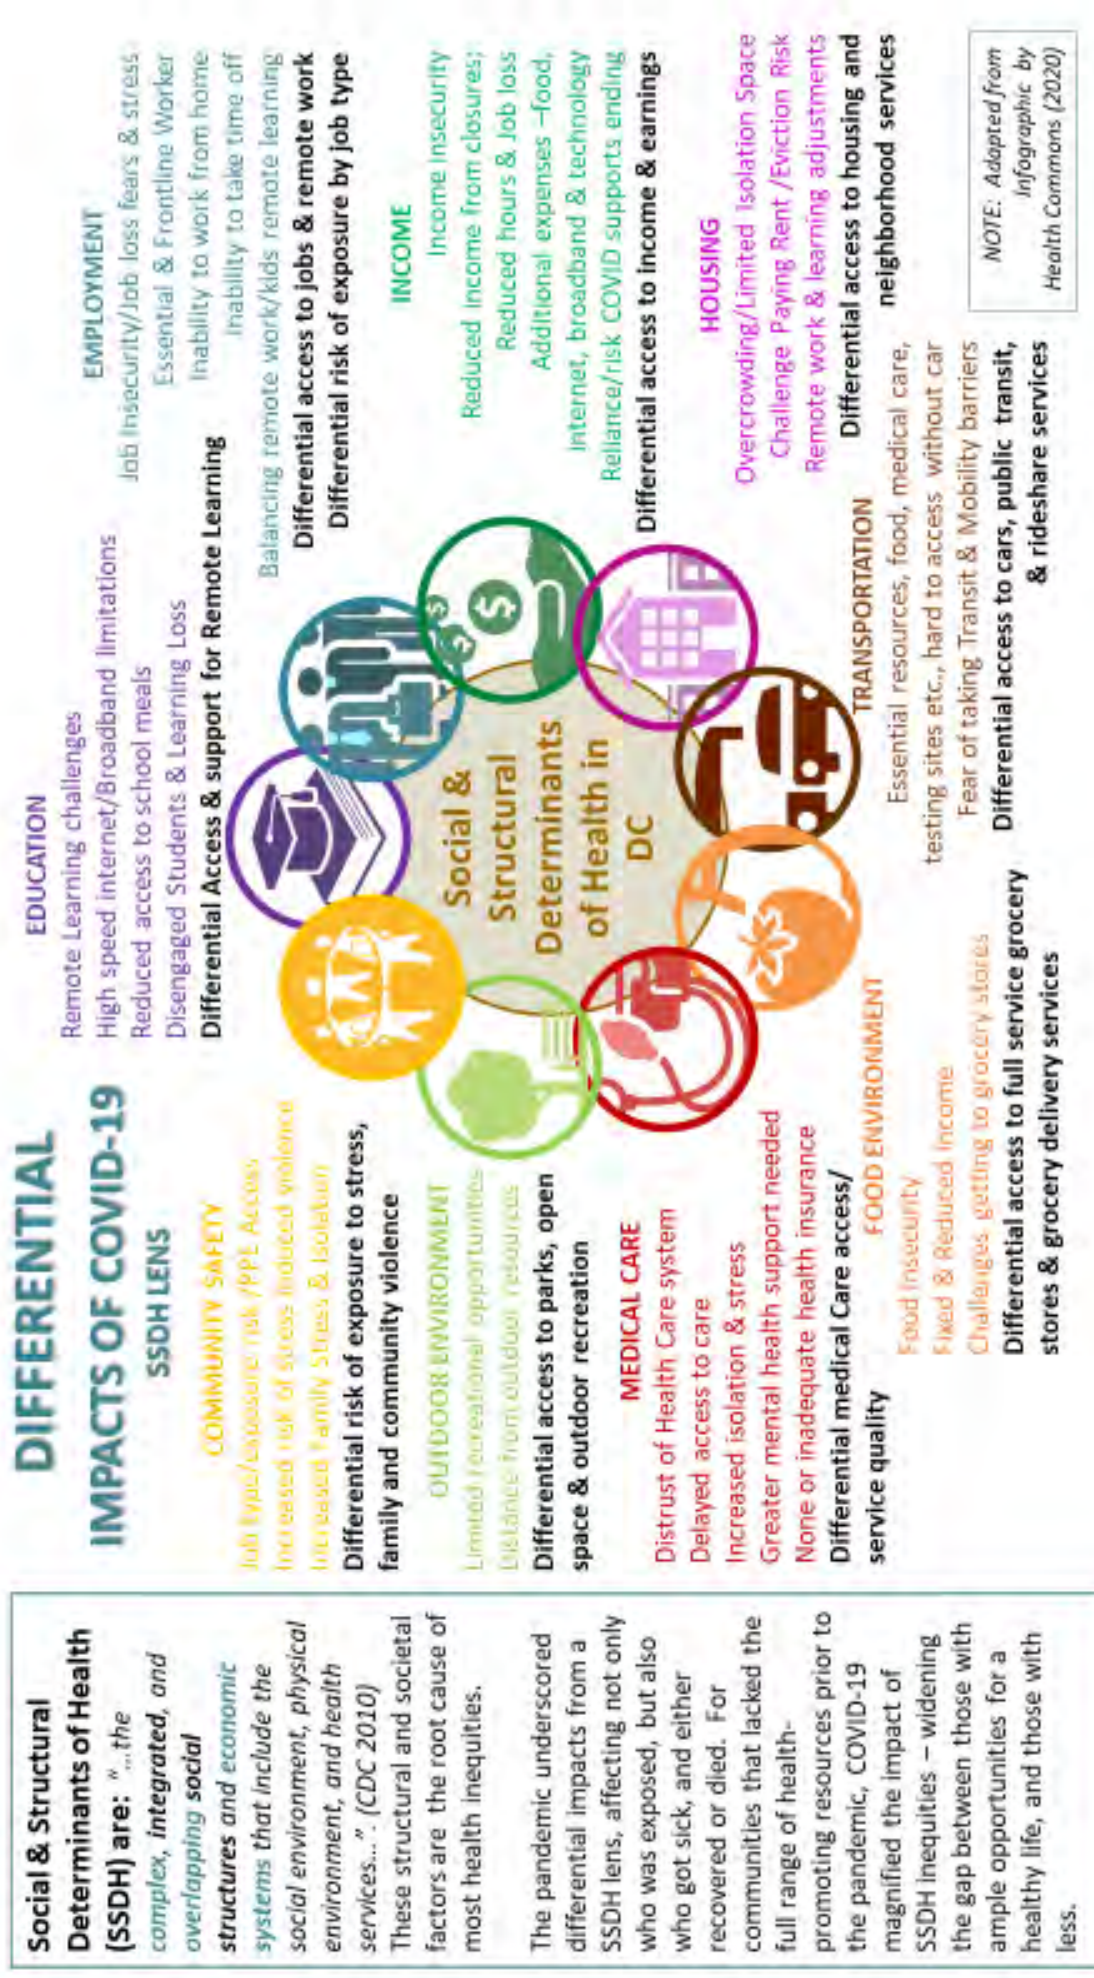 Social & Structural
Determinants of Health
(SSDH) are: "...the
complex, integrated, and
overlapping social
structures and economic
systems that include the
social environment, physical
environment, and health
services...". (CDC 2010)
These structural and societal
factors are the root cause of
most health inequities.
The pandemic underscored
differential impacts from a
SSDH lens, affecting not only
who was exposed, but also
who got sick, and either
recovered or died. For
communities that lacked the
full range of health-
promoting resources prior to
the pandemic, COVID-19
magnified the impact of
SSDH inequities – widening
the gap between those with
ample opportunities for a
healthy life, and those with
less.
DIFFERENTIAL
IMPACTS OF COVID-19
SSDH LENS
COMMUNITY SAFETY
Job type/exposure risk /PPE Access
Increased risk of stress induced violence
Increased Family Stress & Isolation
Differential risk of exposure to stress,
family and community violence
OUTDOOR ENVIRONMENT
Limited recreational opportunities
Distance from outdoor resources
Differential access to parks, open
space & outdoor recreation
MEDICAL CARE
Distrust of Health Care system
Delayed access to care
Increased isolation & stress
Greater mental health support needed
None or inadequate health insurance
Differential medical Care access/
service quality
FOOD ENVIRONMENT
Food Insecurity
Fixed & Reduced Income
Challenges getting to grocery stores
Differential access to full service grocery
stores & grocery delivery services
EDUCATION
Remote Learning challenges
High speed internet/Broadband limitations
Reduced access to school meals
Disengaged Students & Learning Loss
Differential Access & support for Remote Learning
Social &
Structural
Determinants
of Health in
DC
EMPLOYMENT
Job Insecurity/Job loss fears & stress
Essential & Frontline Worker
Inability to work from home
Inability to take time off
Balancing remote work/kids remote learning
Differential access to jobs & remote work
Differential risk of exposure by job type
INCOME
Income Insecurity
Reduced income from closures;
Reduced hours & Job loss
Additional expenses –food,
internet, broadband & technology
Reliance/risk COVID supports ending
Differential access to income & earnings
HOUSING
Overcrowding/Limited Isolation Space
Challenge Paying Rent /Eviction Risk
Remote work & learning adjustments
Differential access to housing and
neighborhood services
TRANSPORTATION
Essential resources, food, medical care,
testing sites etc., hard to access without car
Fear of taking Transit & Mobility barriers
Differential access to cars, public transit,
& rideshare services
NOTE: Adapted from
Infographic by
Health Commons (2020)